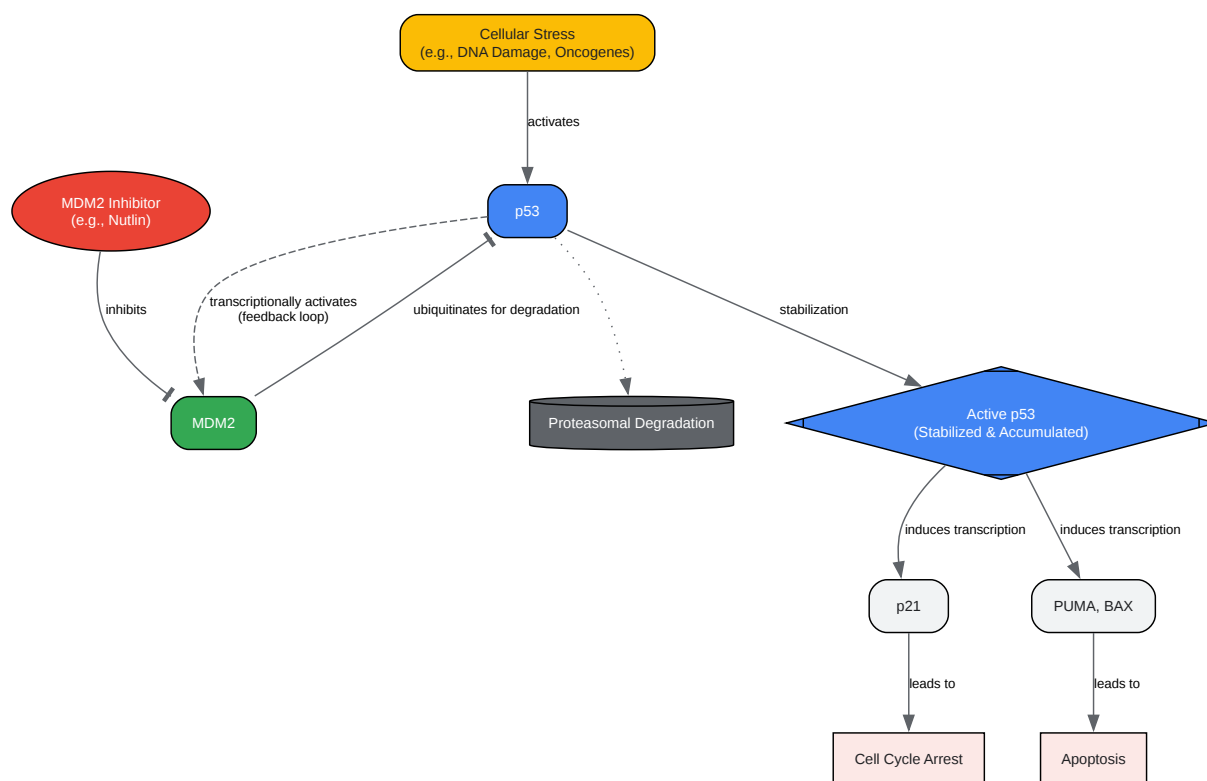 Cellular Stress
(e.g., DNA Damage, Oncogenes)
activates
MDM2 Inhibitor
(e.g., Nutlin)
p53
inhibits
transcriptionally activates
(feedback loop)
ubiquitinates for degradation
stabilization
MDM2
Proteasomal Degradation
Active p53
(Stabilized & Accumulated)
induces transcription
induces transcription
p21
PUMA, BAX
leads to
leads to
Cell Cycle Arrest
Apoptosis